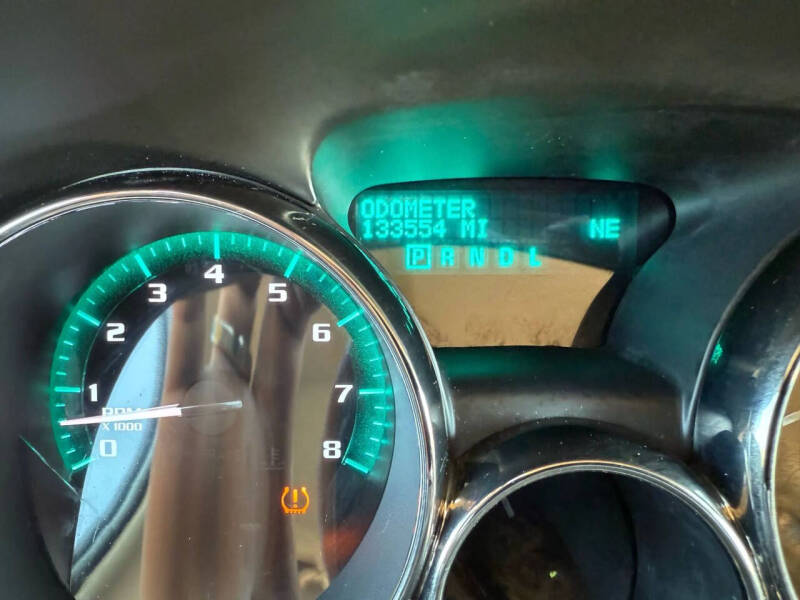 ODOMETER
133554 MI NE
P R N D L
4
3 5
2 6
1 7
RPM
X 1000
0 8
!